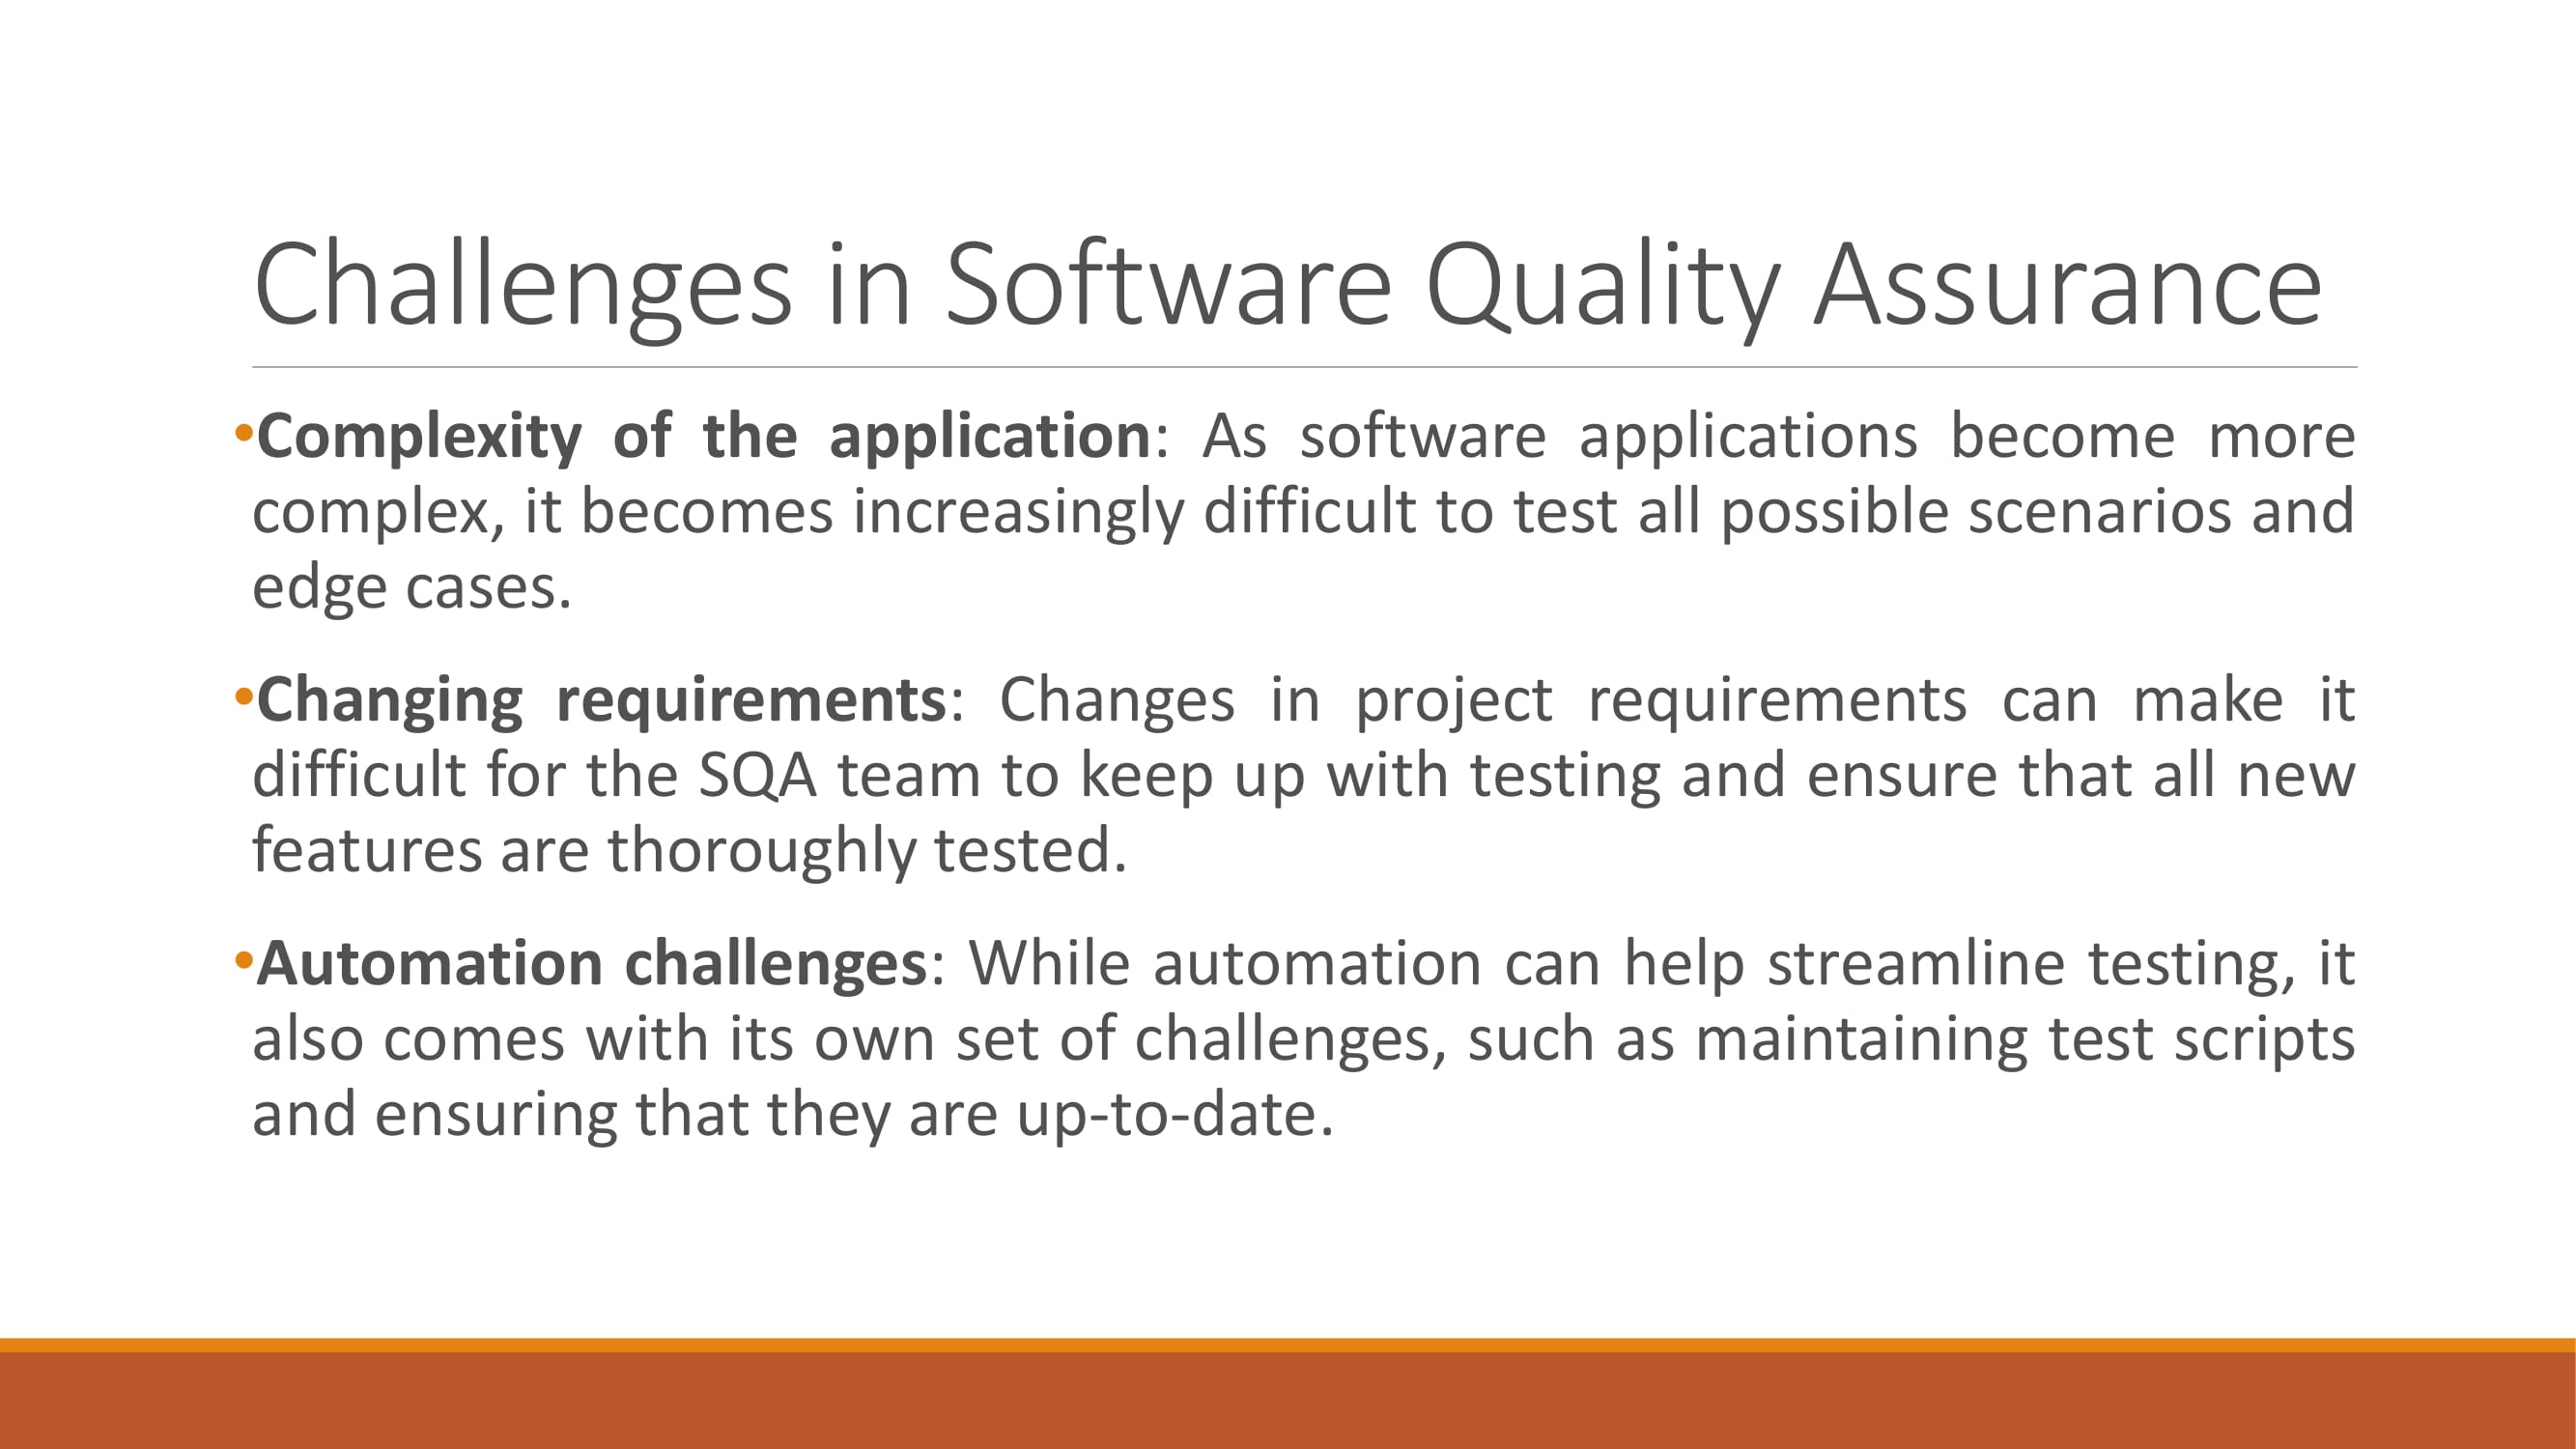 Challenges in Software Quality Assurance
•Complexity of the application: As software applications become more
complex, it becomes increasingly difficult to test all possible scenarios and
edge cases.
•Changing requirements: Changes in project requirements can make it
difficult for the SQA team to keep up with testing and ensure that all new
features are thoroughly tested.
•Automation challenges: While automation can help streamline testing, it
also comes with its own set of challenges, such as maintaining test scripts
and ensuring that they are up-to-date.